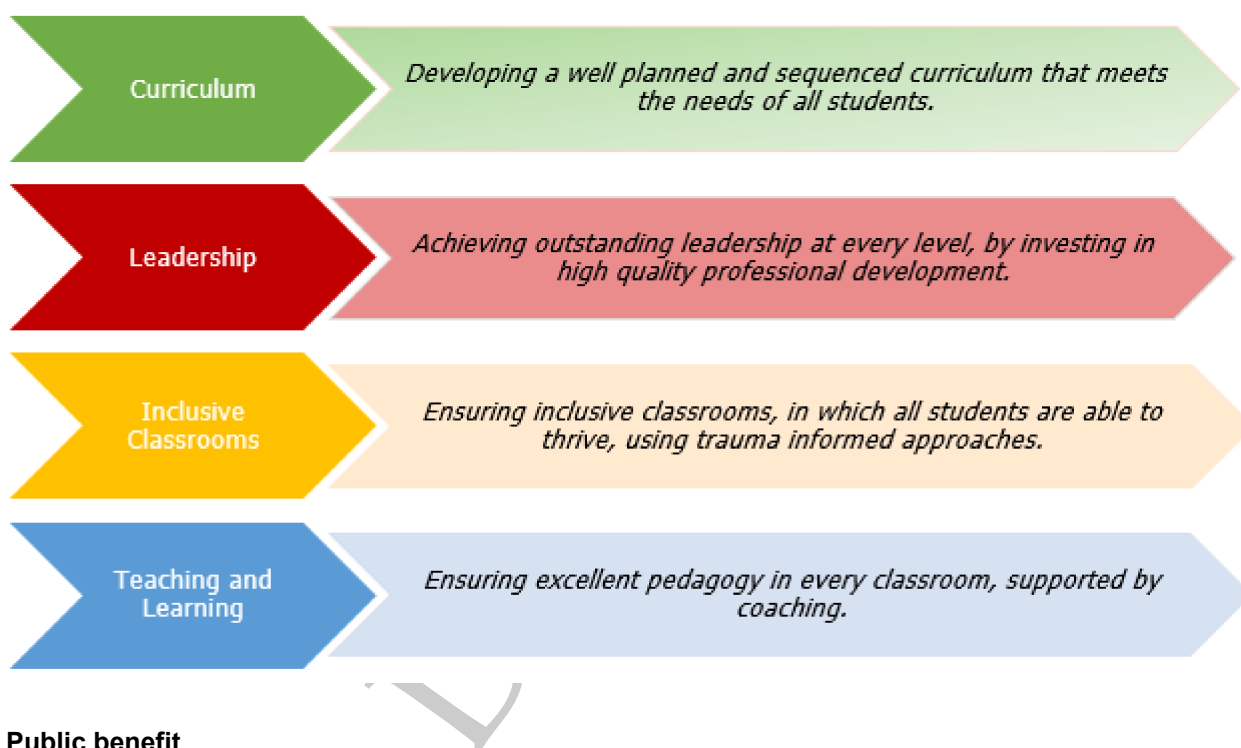 Curriculum
Developing a well planned and sequenced curriculum that meets
the needs of all students.
Leadership
Achieving outstanding leadership at every level, by investing in
high quality professional development.
Inclusive
Classrooms
Ensuring inclusive classrooms, in which all students are able to
thrive, using trauma informed approaches.
Teaching and
Learning
Ensuring excellent pedagogy in every classroom, supported by
coaching.
Public benefit